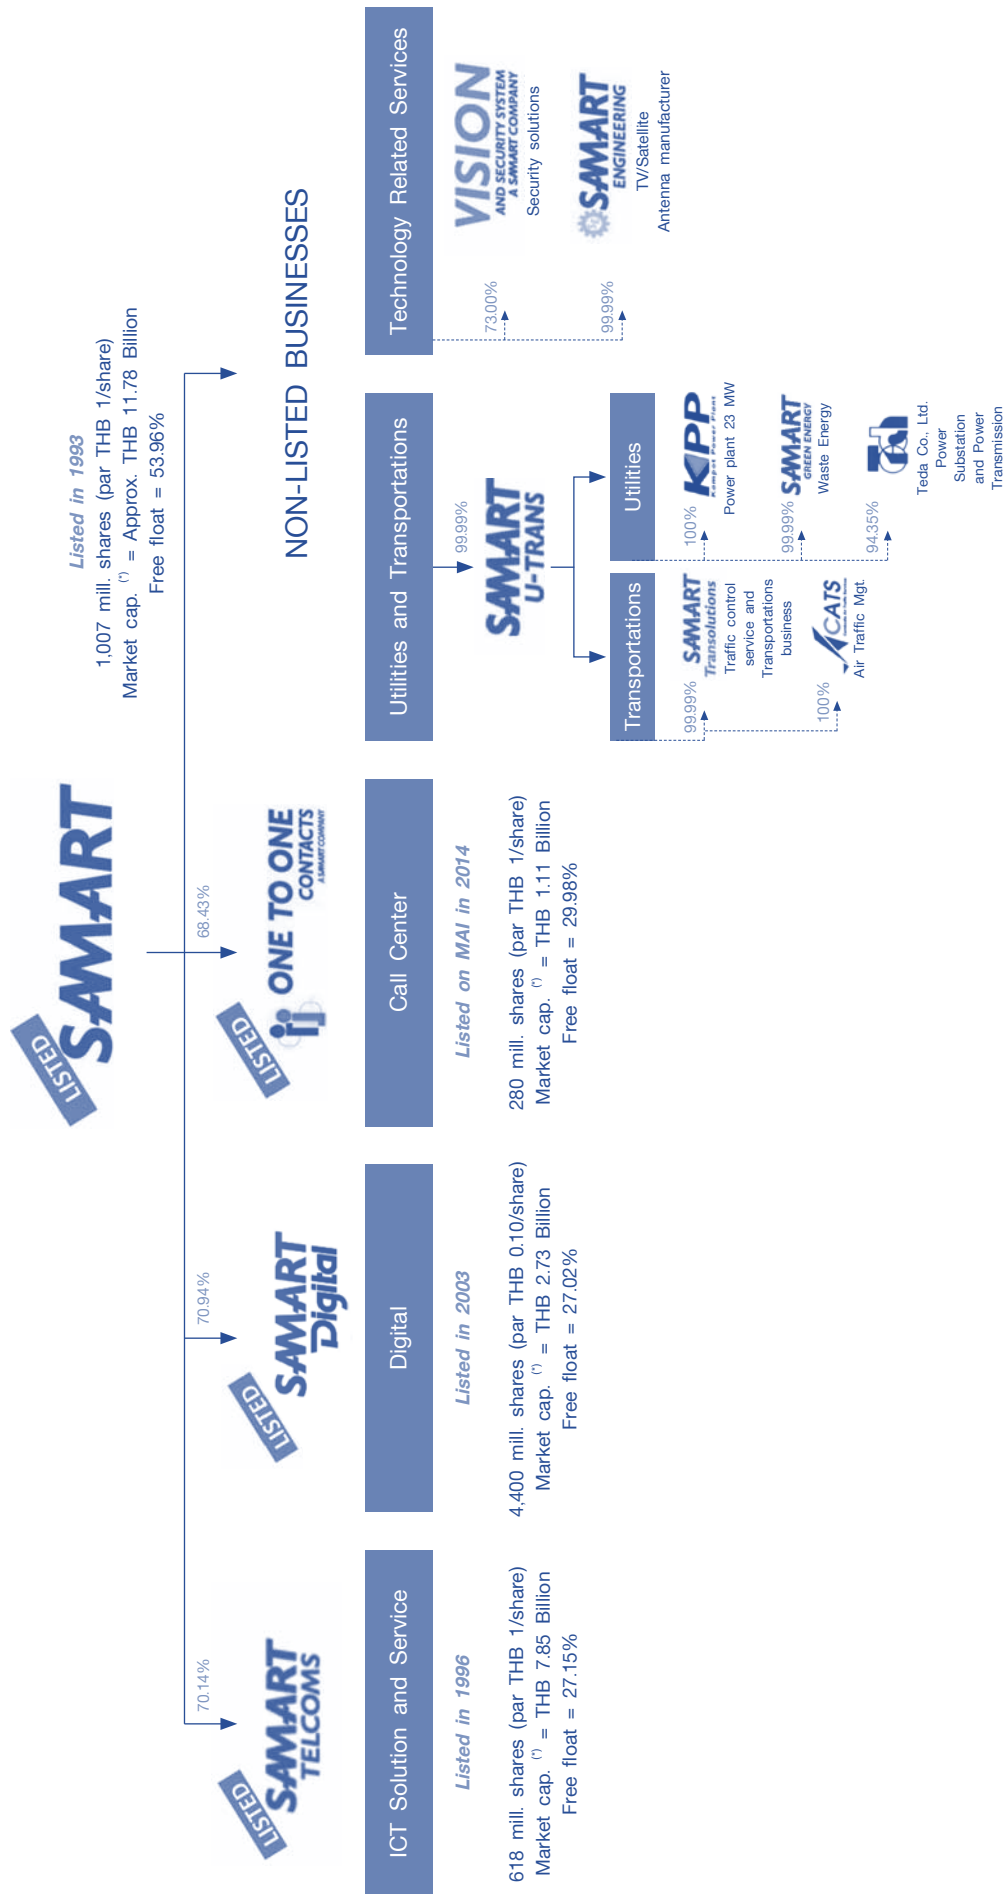 LISTED
SAMART
Listed in 1993
1,007 mill. shares (par THB 1/share)
Market cap. (*) = Approx. THB 11.78 Billion
Free float = 53.96%
70.14%
70.94%
68.43%
LISTED
SAMART
TELCOMS
LISTED
SAMART
Digital
LISTED
ONE TO ONE
CONTACTS
A SAMART COMPANY
NON-LISTED BUSINESSES
ICT Solution and Service
Digital
Call Center
Utilities and Transportations
Technology Related Services
Listed in 1996
618 mill. shares (par THB 1/share)
Market cap. (*) = THB 7.85 Billion
Free float = 27.15%
Listed in 2003
4,400 mill. shares (par THB 0.10/share)
Market cap. (*) = THB 2.73 Billion
Free float = 27.02%
Listed on MAI in 2014
280 mill. shares (par THB 1/share)
Market cap. (*) = THB 1.11 Billion
Free float = 29.98%
99.99%
SAMART
U-TRANS
Transportations
99.99%
SAMART
Transolutions
Traffic control
service and
Transportations
business
100%
CATS
Air Traffic Mgt.
Utilities
100%
KPP
Kampot Power Plant
Power plant 23 MW
99.99%
SAMART
GREEN ENERGY
Waste Energy
94.35%
Teda Co., Ltd.
Power
Substation
and Power
Transmission
73.00%
VISION
AND SECURITY SYSTEM
A SAMART COMPANY
Security solutions
99.99%
SAMART
ENGINEERING
TV/Satellite
Antenna manufacturer